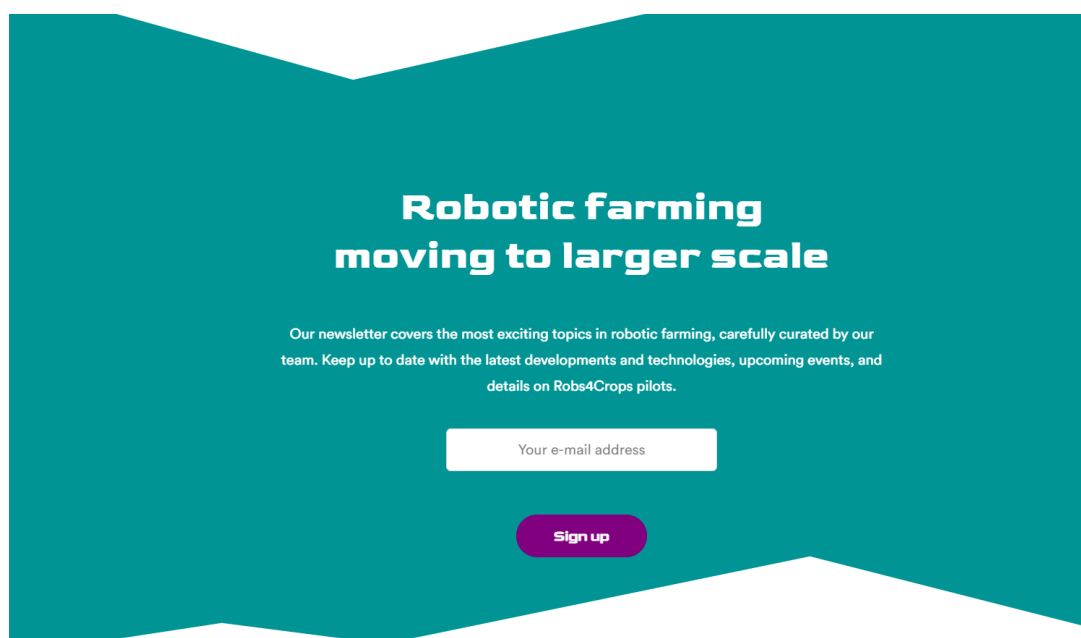 Robotic farming
moving to larger scale
Our newsletter covers the most exciting topics in robotic farming, carefully curated by our
team. Keep up to date with the latest developments and technologies, upcoming events, and
details on Robs4Crops pilots.
Your e-mail address
Sign up